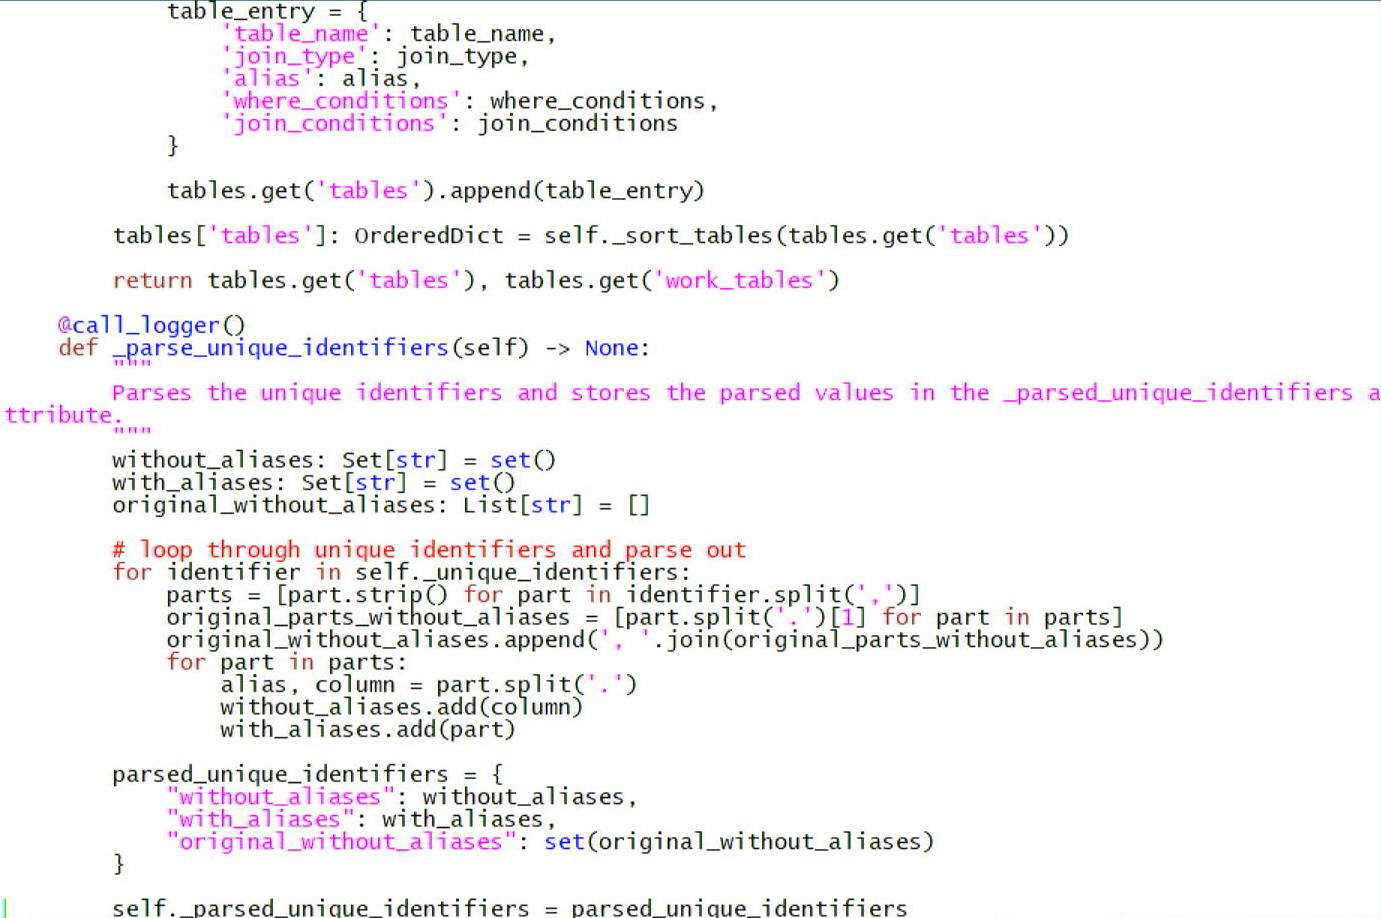 table_entry = {
                'table_name': table_name,
                'join_type': join_type,
                'alias': alias,
                'where_conditions': where_conditions,
                'join_conditions': join_conditions
            }

            tables.get('tables').append(table_entry)

        tables['tables']: OrderedDict = self._sort_tables(tables.get('tables'))

        return tables.get('tables'), tables.get('work_tables')

    @call_logger()
    def _parse_unique_identifiers(self) -> None:
        """
        Parses the unique identifiers and stores the parsed values in the _parsed_unique_identifiers a
ttribute.
        """
        without_aliases: Set[str] = set()
        with_aliases: Set[str] = set()
        original_without_aliases: List[str] = []

        # loop through unique identifiers and parse out
        for identifier in self._unique_identifiers:
            parts = [part.strip() for part in identifier.split(',')]
            original_parts_without_aliases = [part.split('.')[1] for part in parts]
            original_without_aliases.append(', '.join(original_parts_without_aliases))
            for part in parts:
                alias, column = part.split('.')
                without_aliases.add(column)
                with_aliases.add(part)

        parsed_unique_identifiers = {
            "without_aliases": without_aliases,
            "with_aliases": with_aliases,
            "original_without_aliases": set(original_without_aliases)
        }

        self._parsed_unique_identifiers = parsed_unique_identifiers